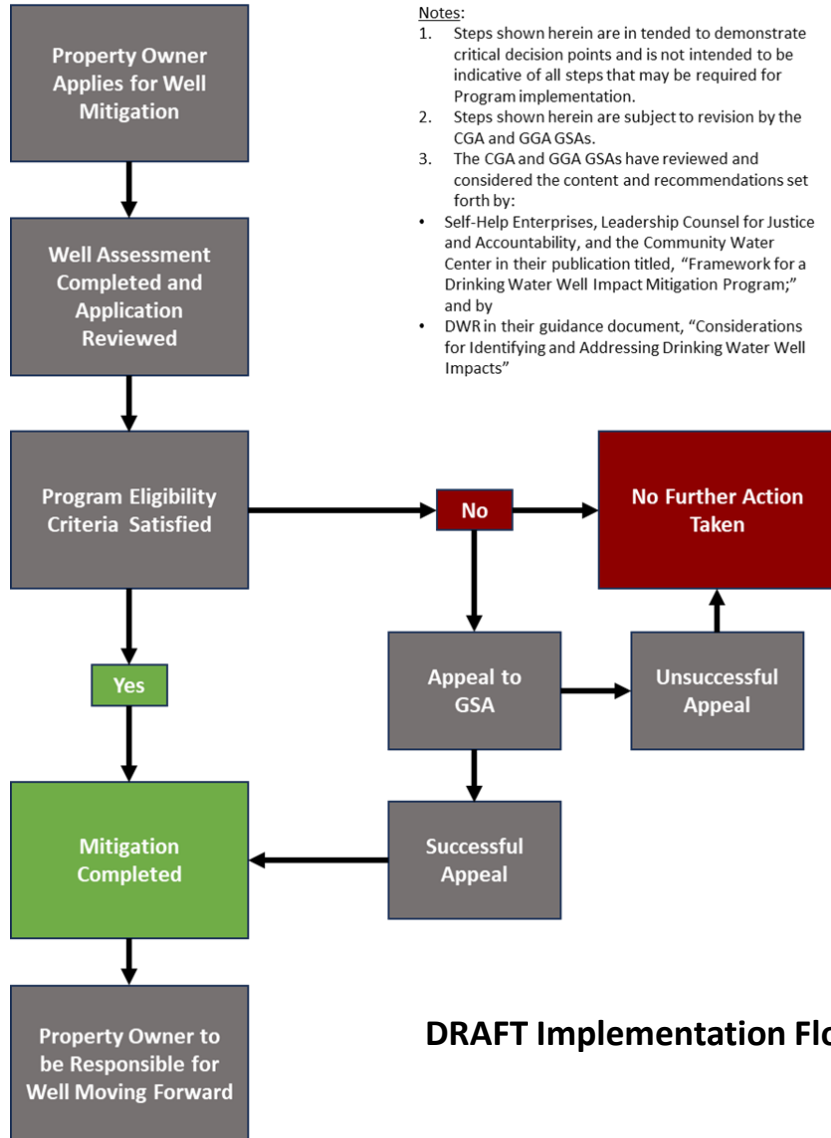 Property Owner
Applies for Well
Mitigation
Notes:
1. Steps shown herein are in tended to demonstrate
critical decision points and is not intended to be
indicative of all steps that may be required for
Program implementation.
2. Steps shown herein are subject to revision by the
CGA and GGA GSAs.
3. The CGA and GGA GSAs have reviewed and
considered the content and recommendations set
forth by:
• Self-Help Enterprises, Leadership Counsel for Justice
and Accountability, and the Community Water
Center in their publication titled, “Framework for a
Drinking Water Well Impact Mitigation Program;”
and by
• DWR in their guidance document, “Considerations
for Identifying and Addressing Drinking Water Well
Impacts”
Well Assessment
Completed and
Application
Reviewed
Program Eligibility
Criteria Satisfied
No
No Further Action
Taken
Yes
Appeal to
GSA
Unsuccessful
Appeal
Mitigation
Completed
Successful
Appeal
Property Owner to
be Responsible for
Well Moving Forward
DRAFT Implementation Flo